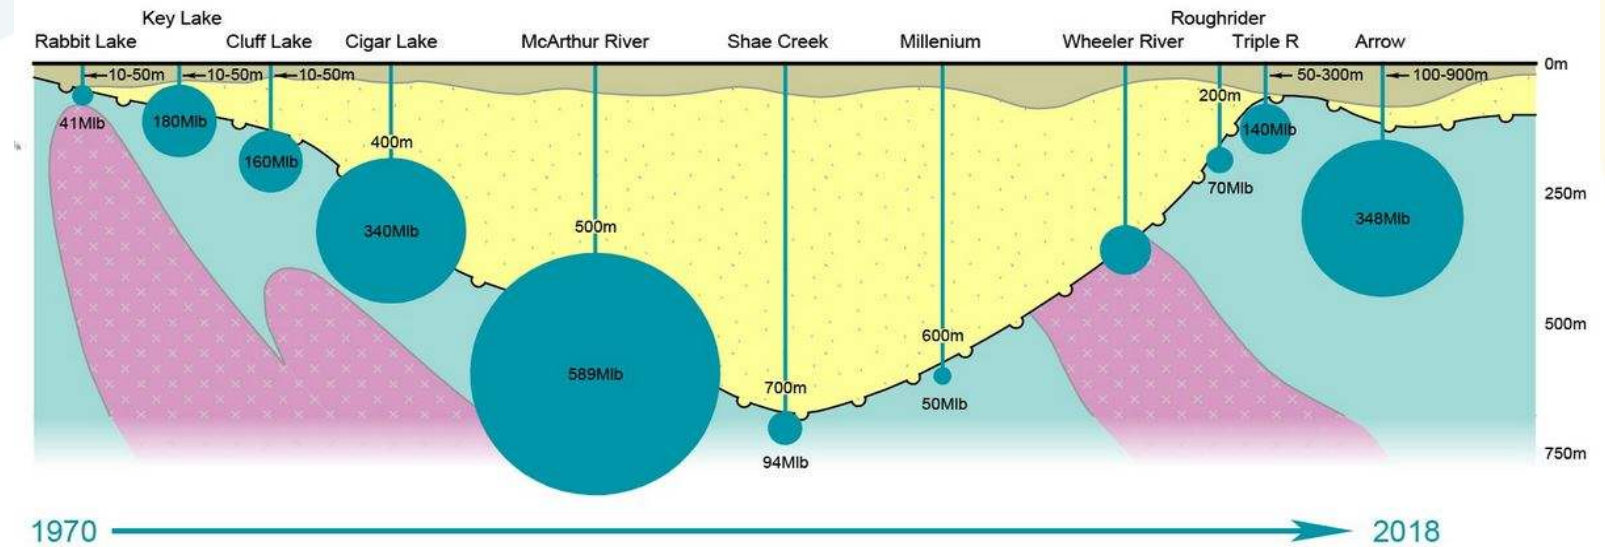 Key Lake
Roughrider
Rabbit Lake
Cluff Lake
Cigar Lake
McArthur River
Shae Creek
Millenium
Wheeler River
Triple R
Arrow
0m
10-50m
10-50m
10-50m
50-300m
100-900m
200m
41Mlb
180Mlb
140Mlb
400m
160Mlb
70Mlb
250m
340Mlb
500m
348Mlb
500m
600m
589Mlb
700m
50Mlb
94Mlb
750m
1970
2018